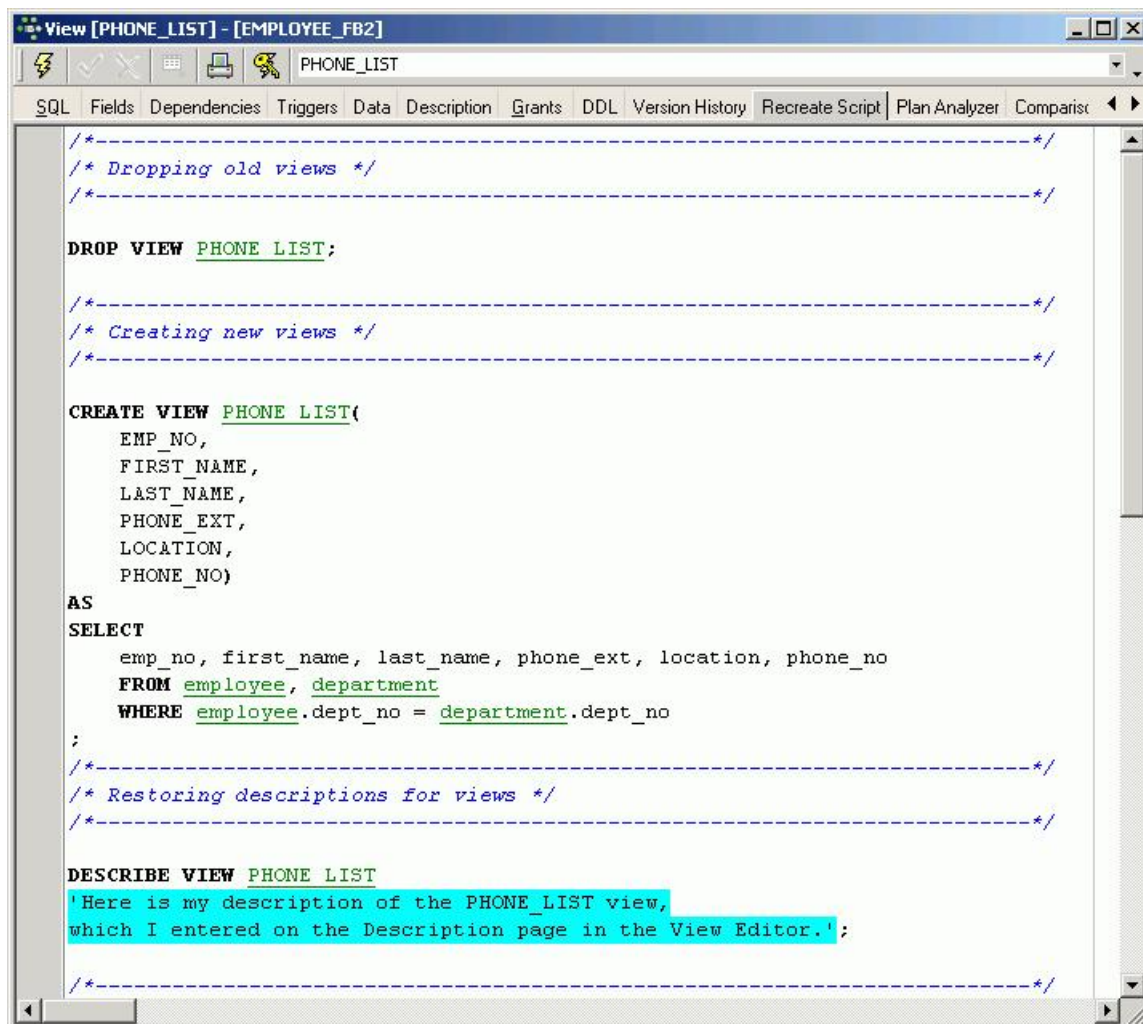 View [PHONE_LIST] - [EMPLOYEE_FB2]
PHONE_LIST
SQL Fields Dependencies Triggers Data Description Grants DDL Version History Recreate Script Plan Analyzer Comparisc
/*-----------------------------------------------------------------------*/
/* Dropping old views */
/*-----------------------------------------------------------------------*/
DROP VIEW PHONE_LIST;
/*-----------------------------------------------------------------------*/
/* Creating new views */
/*-----------------------------------------------------------------------*/
CREATE VIEW PHONE_LIST(
EMP_NO,
FIRST_NAME,
LAST_NAME,
PHONE_EXT,
LOCATION,
PHONE_NO)
AS
SELECT
emp_no, first_name, last_name, phone_ext, location, phone_no
FROM employee, department
WHERE employee.dept_no = department.dept_no
;
/*-----------------------------------------------------------------------*/
/* Restoring descriptions for views */
/*-----------------------------------------------------------------------*/
DESCRIBE VIEW PHONE_LIST
'Here is my description of the PHONE_LIST view,
which I entered on the Description page in the View Editor.';
/*-----------------------------------------------------------------------*/